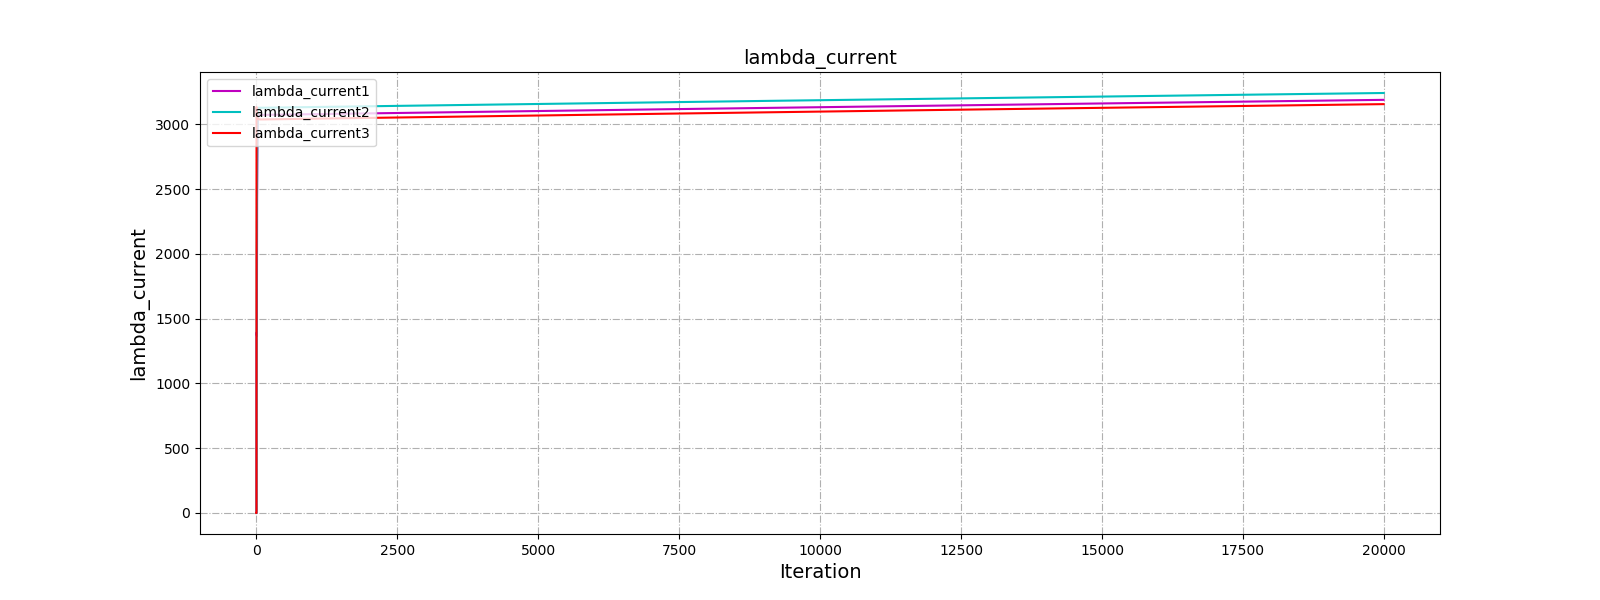 lambda_current
lambda_current1
lambda_current2
lambda_current3
3000
2500
2000
1500
1000
500
0
lambda_current
0 2500 5000 7500 10000 12500 15000 17500 20000
Iteration